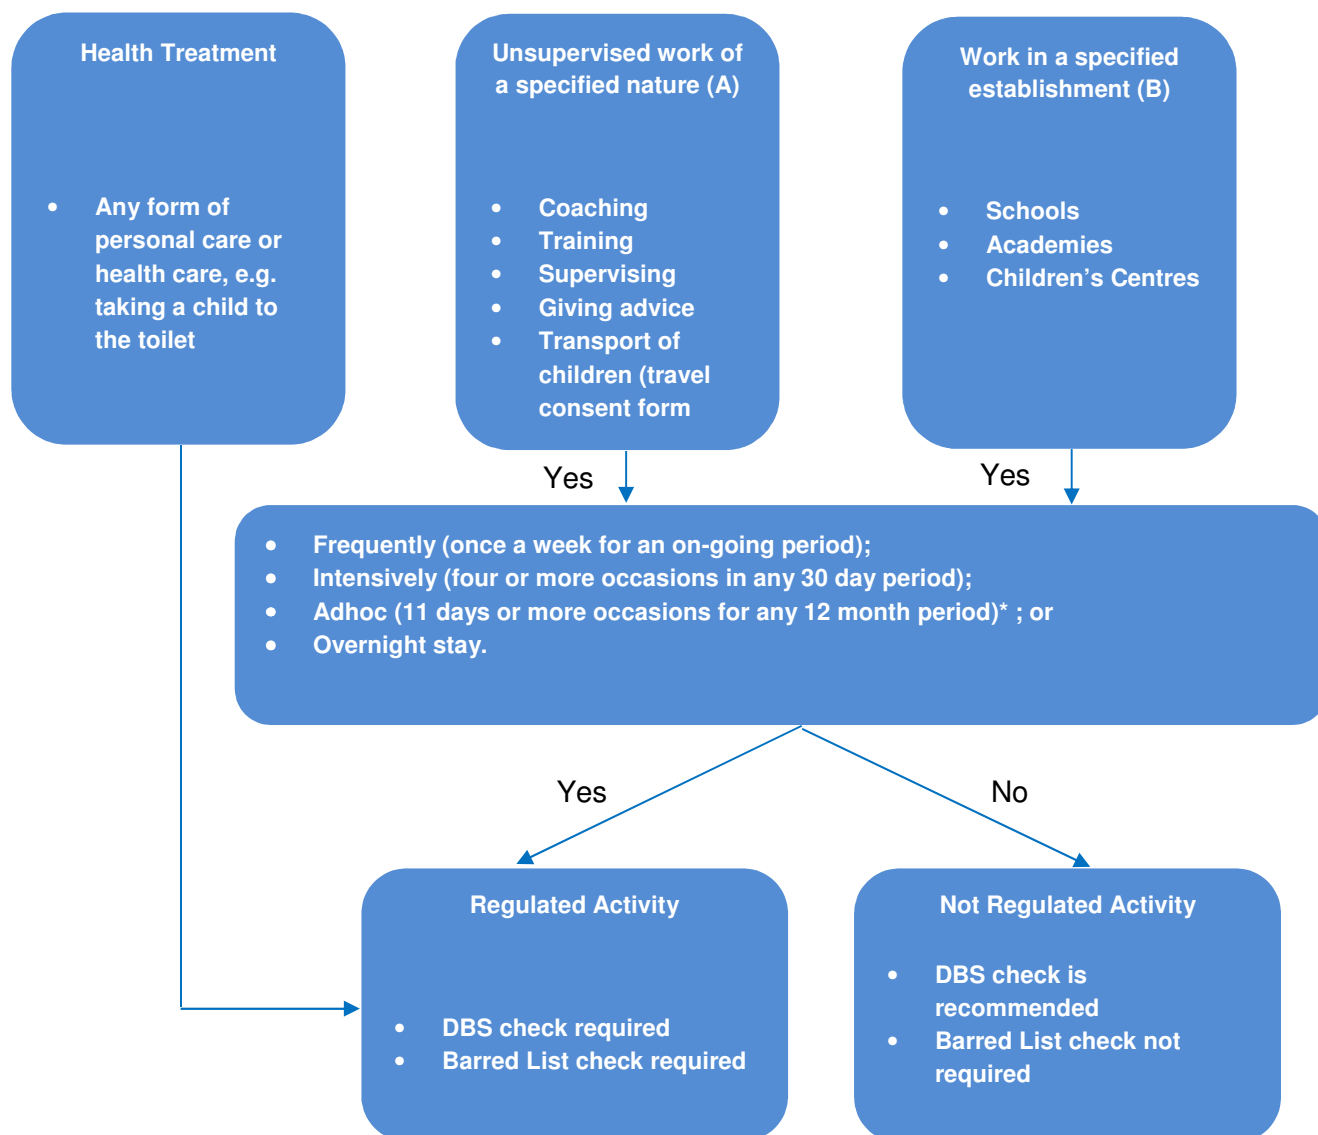 Health Treatment
• Any form of
personal care or
health care, e.g.
taking a child to
the toilet
Unsupervised work of
a specified nature (A)
• Coaching
• Training
• Supervising
• Giving advice
• Transport of
children (travel
consent form
Work in a specified
establishment (B)
• Schools
• Academies
• Children’s Centres
Yes
Yes
• Frequently (once a week for an on-going period);
• Intensively (four or more occasions in any 30 day period);
• Adhoc (11 days or more occasions for any 12 month period)* ; or
• Overnight stay.
Yes
No
Regulated Activity
• DBS check required
• Barred List check required
Not Regulated Activity
• DBS check is
recommended
• Barred List check not
required